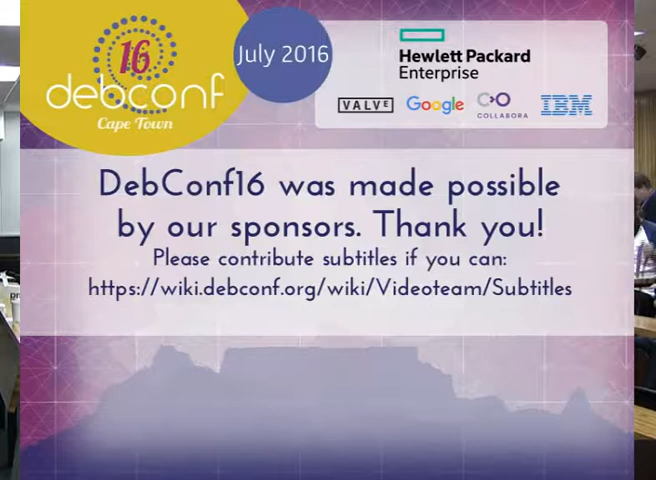 16
debconf
Cape Town
July 2016
Hewlett Packard
Enterprise
VALVE
Google
COLLABORA
IBM
DebConf16 was made possible
by our sponsors. Thank you!
Please contribute subtitles if you can:
https://wiki.debconf.org/wiki/Videoteam/Subtitles